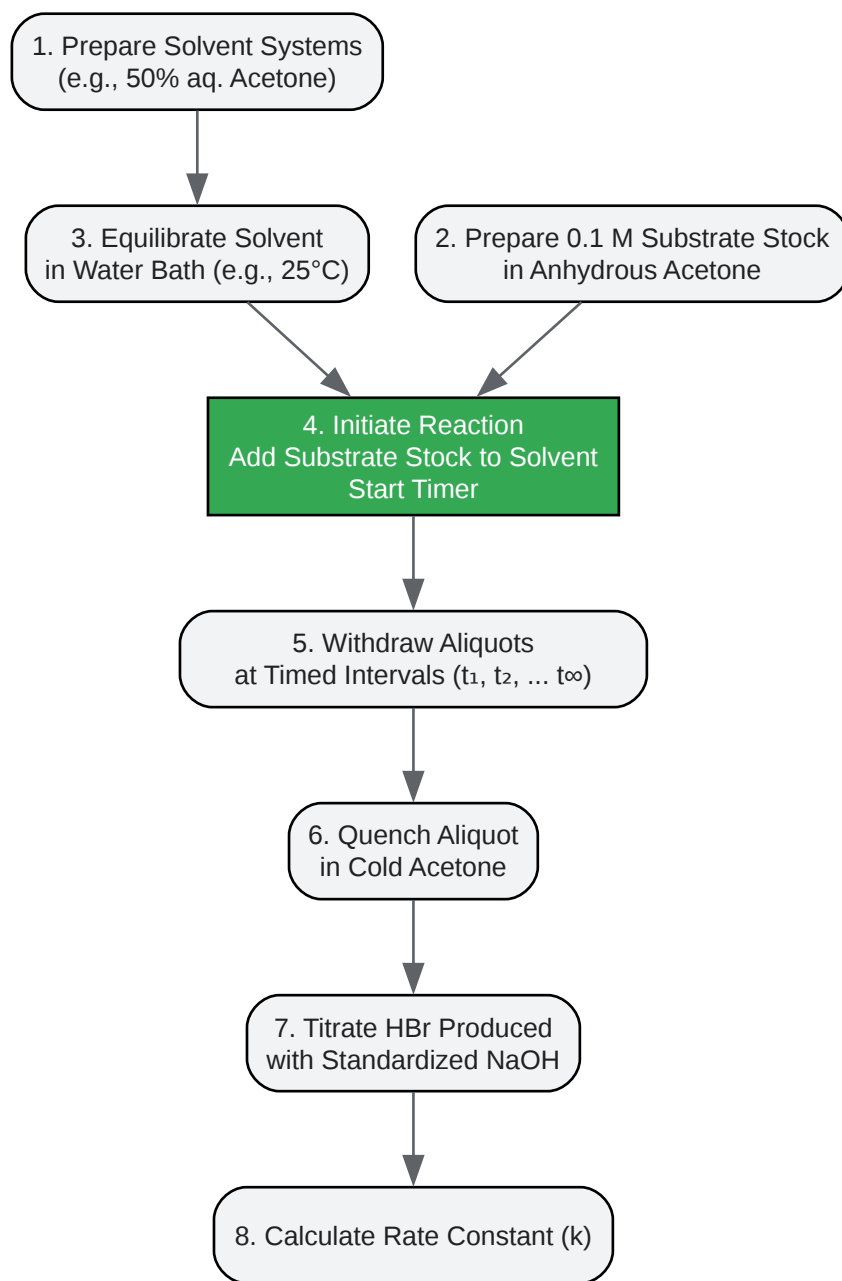 1. Prepare Solvent Systems
(e.g., 50% aq. Acetone)
3. Equilibrate Solvent
in Water Bath (e.g., 25°C)
2. Prepare 0.1 M Substrate Stock
in Anhydrous Acetone
4. Initiate Reaction
Add Substrate Stock to Solvent
Start Timer
5. Withdraw Aliquots
at Timed Intervals (t₁, t₂, ... t∞)
6. Quench Aliquot
in Cold Acetone
7. Titrate HBr Produced
with Standardized NaOH
8. Calculate Rate Constant (k)